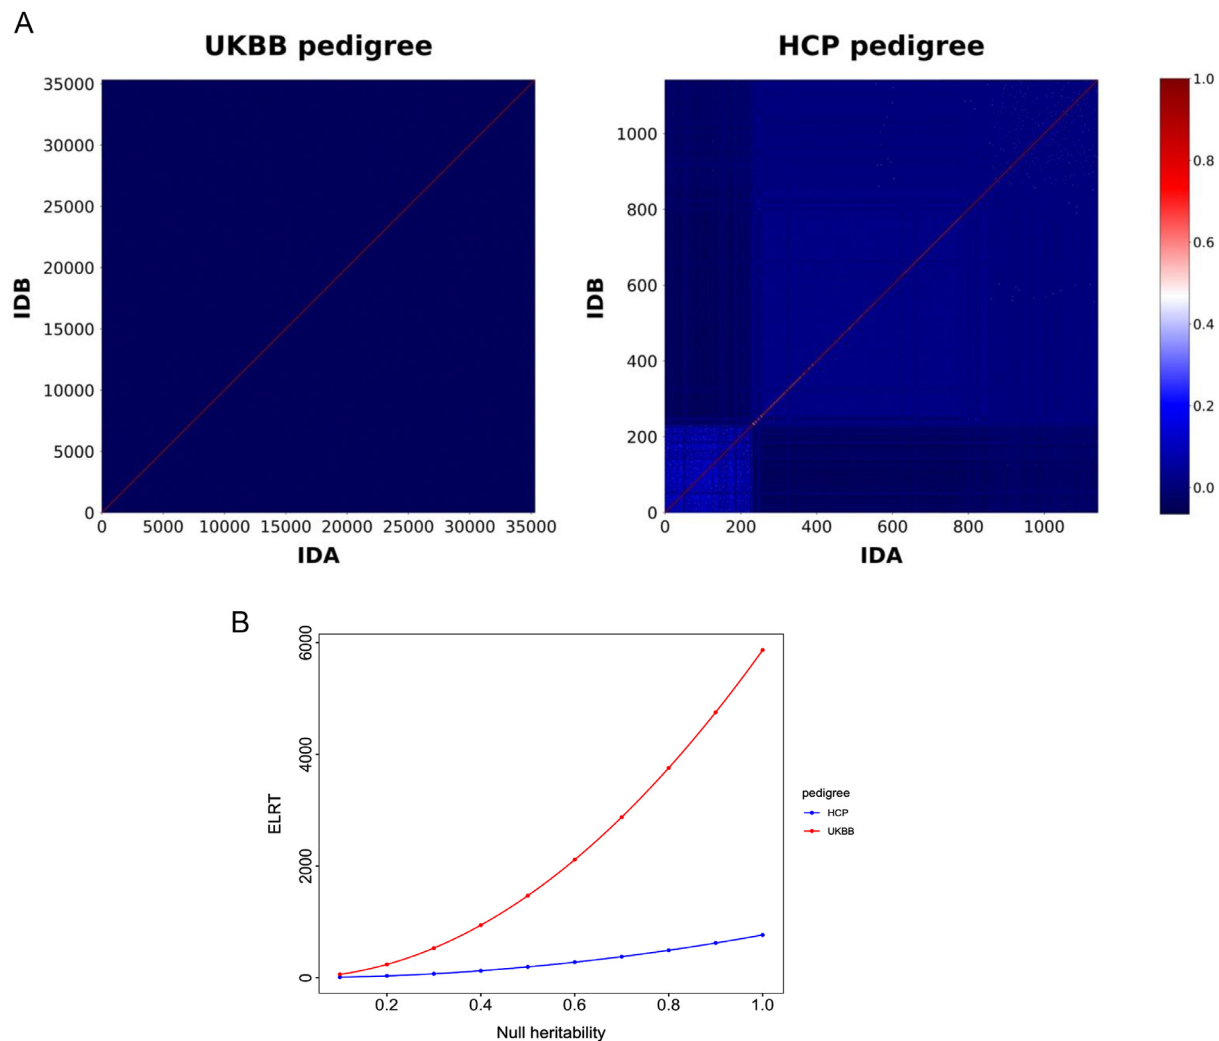 A
UKBB pedigree
HCP pedigree
35000
30000
25000
20000
15000
10000
5000
0
IDB
0 5000 10000 15000 20000 25000 30000 35000
IDA
1000
800
600
400
200
0
IDB
0 200 400 600 800 1000
IDA
1.0
0.8
0.6
0.4
0.2
0.0
B
6000
4000
2000
0
ELRT
0.2 0.4 0.6 0.8 1.0
Null heritability
pedigree
HCP
UKBB